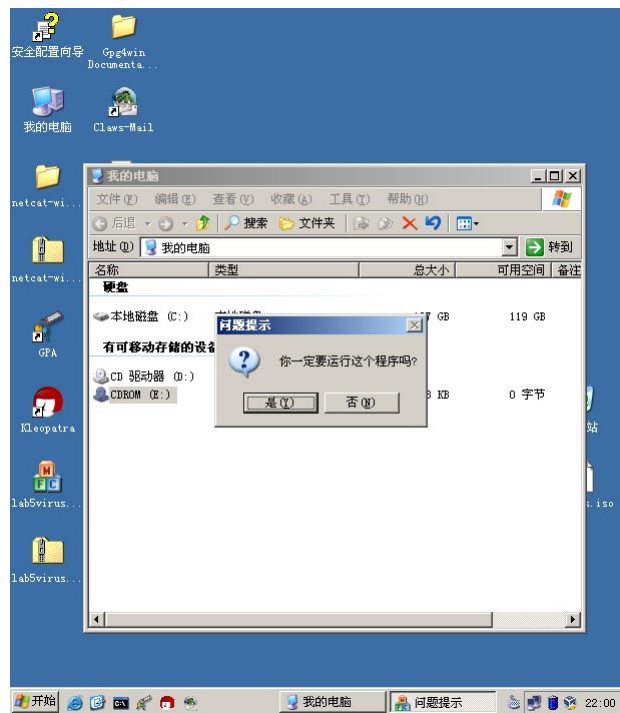 安全配置向导
Gpg4win
Documenta...
我的电脑
Claws-Mail
netcat-wi...
netcat-wi...
GPA
Kleopatra
lab5virus...
lab5virus...
我的电脑
文件(F) 编辑(E) 查看(V) 收藏(A) 工具(T) 帮助(H)
后退 搜索 文件夹
地址(D) 我的电脑 转到
名称 类型 总大小 可用空间 备注
硬盘
本地磁盘 (C:) GB 119 GB
有可移动存储的设备
CD 驱动器 (D:)
CDROM (E:) KB 0 字节
问题提示
你一定要运行这个程序吗?
是(Y) 否(N)
站
s.iso
开始 我的电脑 问题提示 22:00